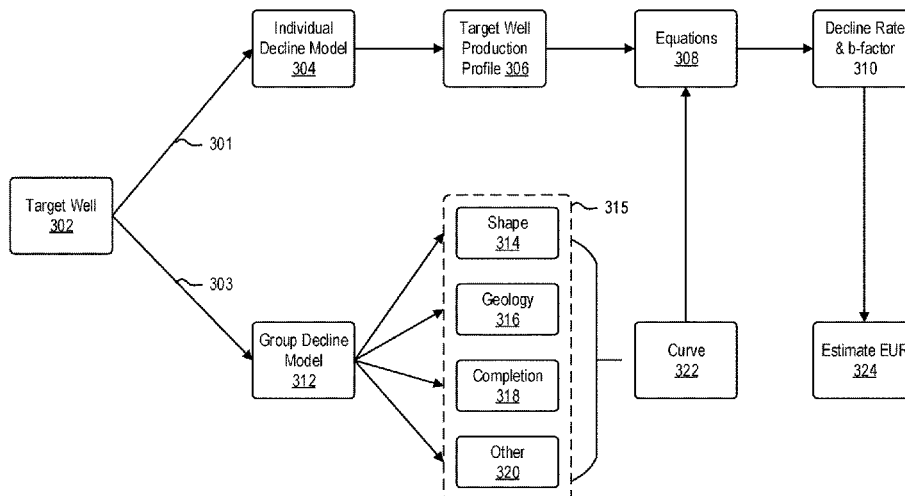 Individual
Decline Model
304
Target Well
Production
Profile 306
Equations
308
Decline Rate
& b-factor
310
301
Target Well
302
303
315
Shape
314
Geology
316
Completion
318
Other
320
Group Decline
Model
312
Curve
322
Estimate EUR
324